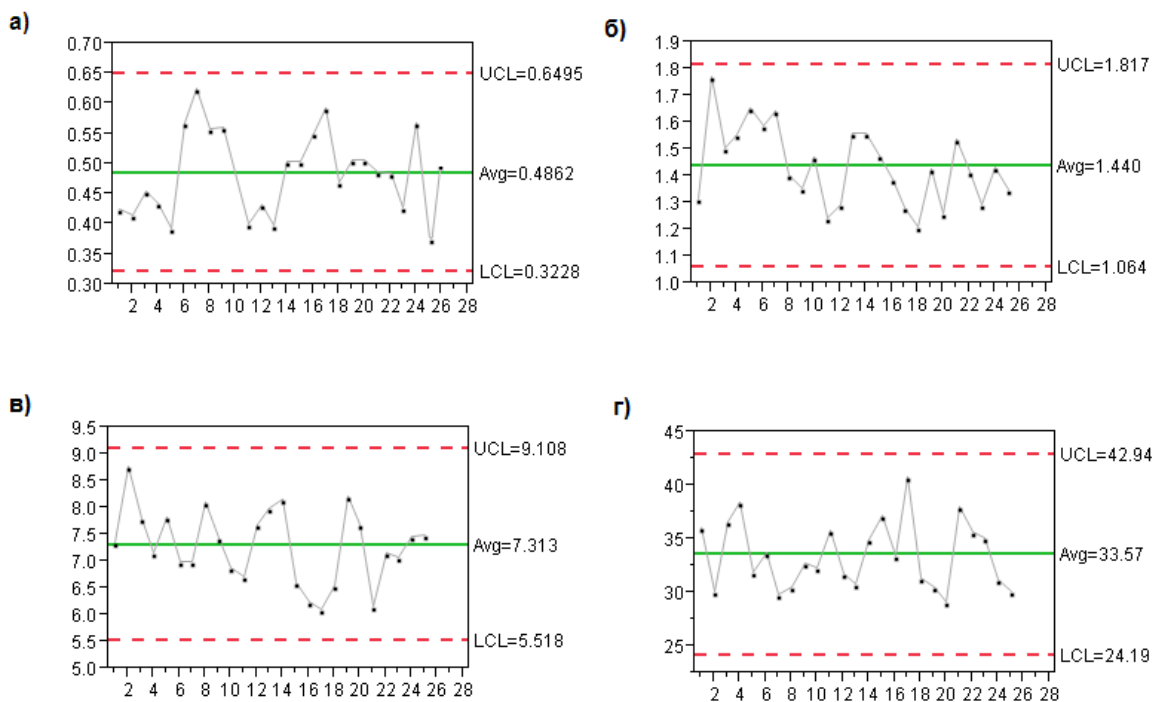 а)
0.70
0.65
0.60
0.55
0.50
0.45
0.40
0.35
0.30
UCL=0.6495
Avg=0.4862
LCL=0.3228
2 4 6 8 10 12 14 16 18 20 22 24 26 28
б)
1.9
1.8
1.7
1.6
1.5
1.4
1.3
1.2
1.1
1.0
UCL=1.817
Avg=1.440
LCL=1.064
2 4 6 8 10 12 14 16 18 20 22 24 26 28
в)
9.5
9.0
8.5
8.0
7.5
7.0
6.5
6.0
5.5
5.0
UCL=9.108
Avg=7.313
LCL=5.518
2 4 6 8 10 12 14 16 18 20 22 24 26 28
г)
45
40
35
30
25
UCL=42.94
Avg=33.57
LCL=24.19
2 4 6 8 10 12 14 16 18 20 22 24 26 28